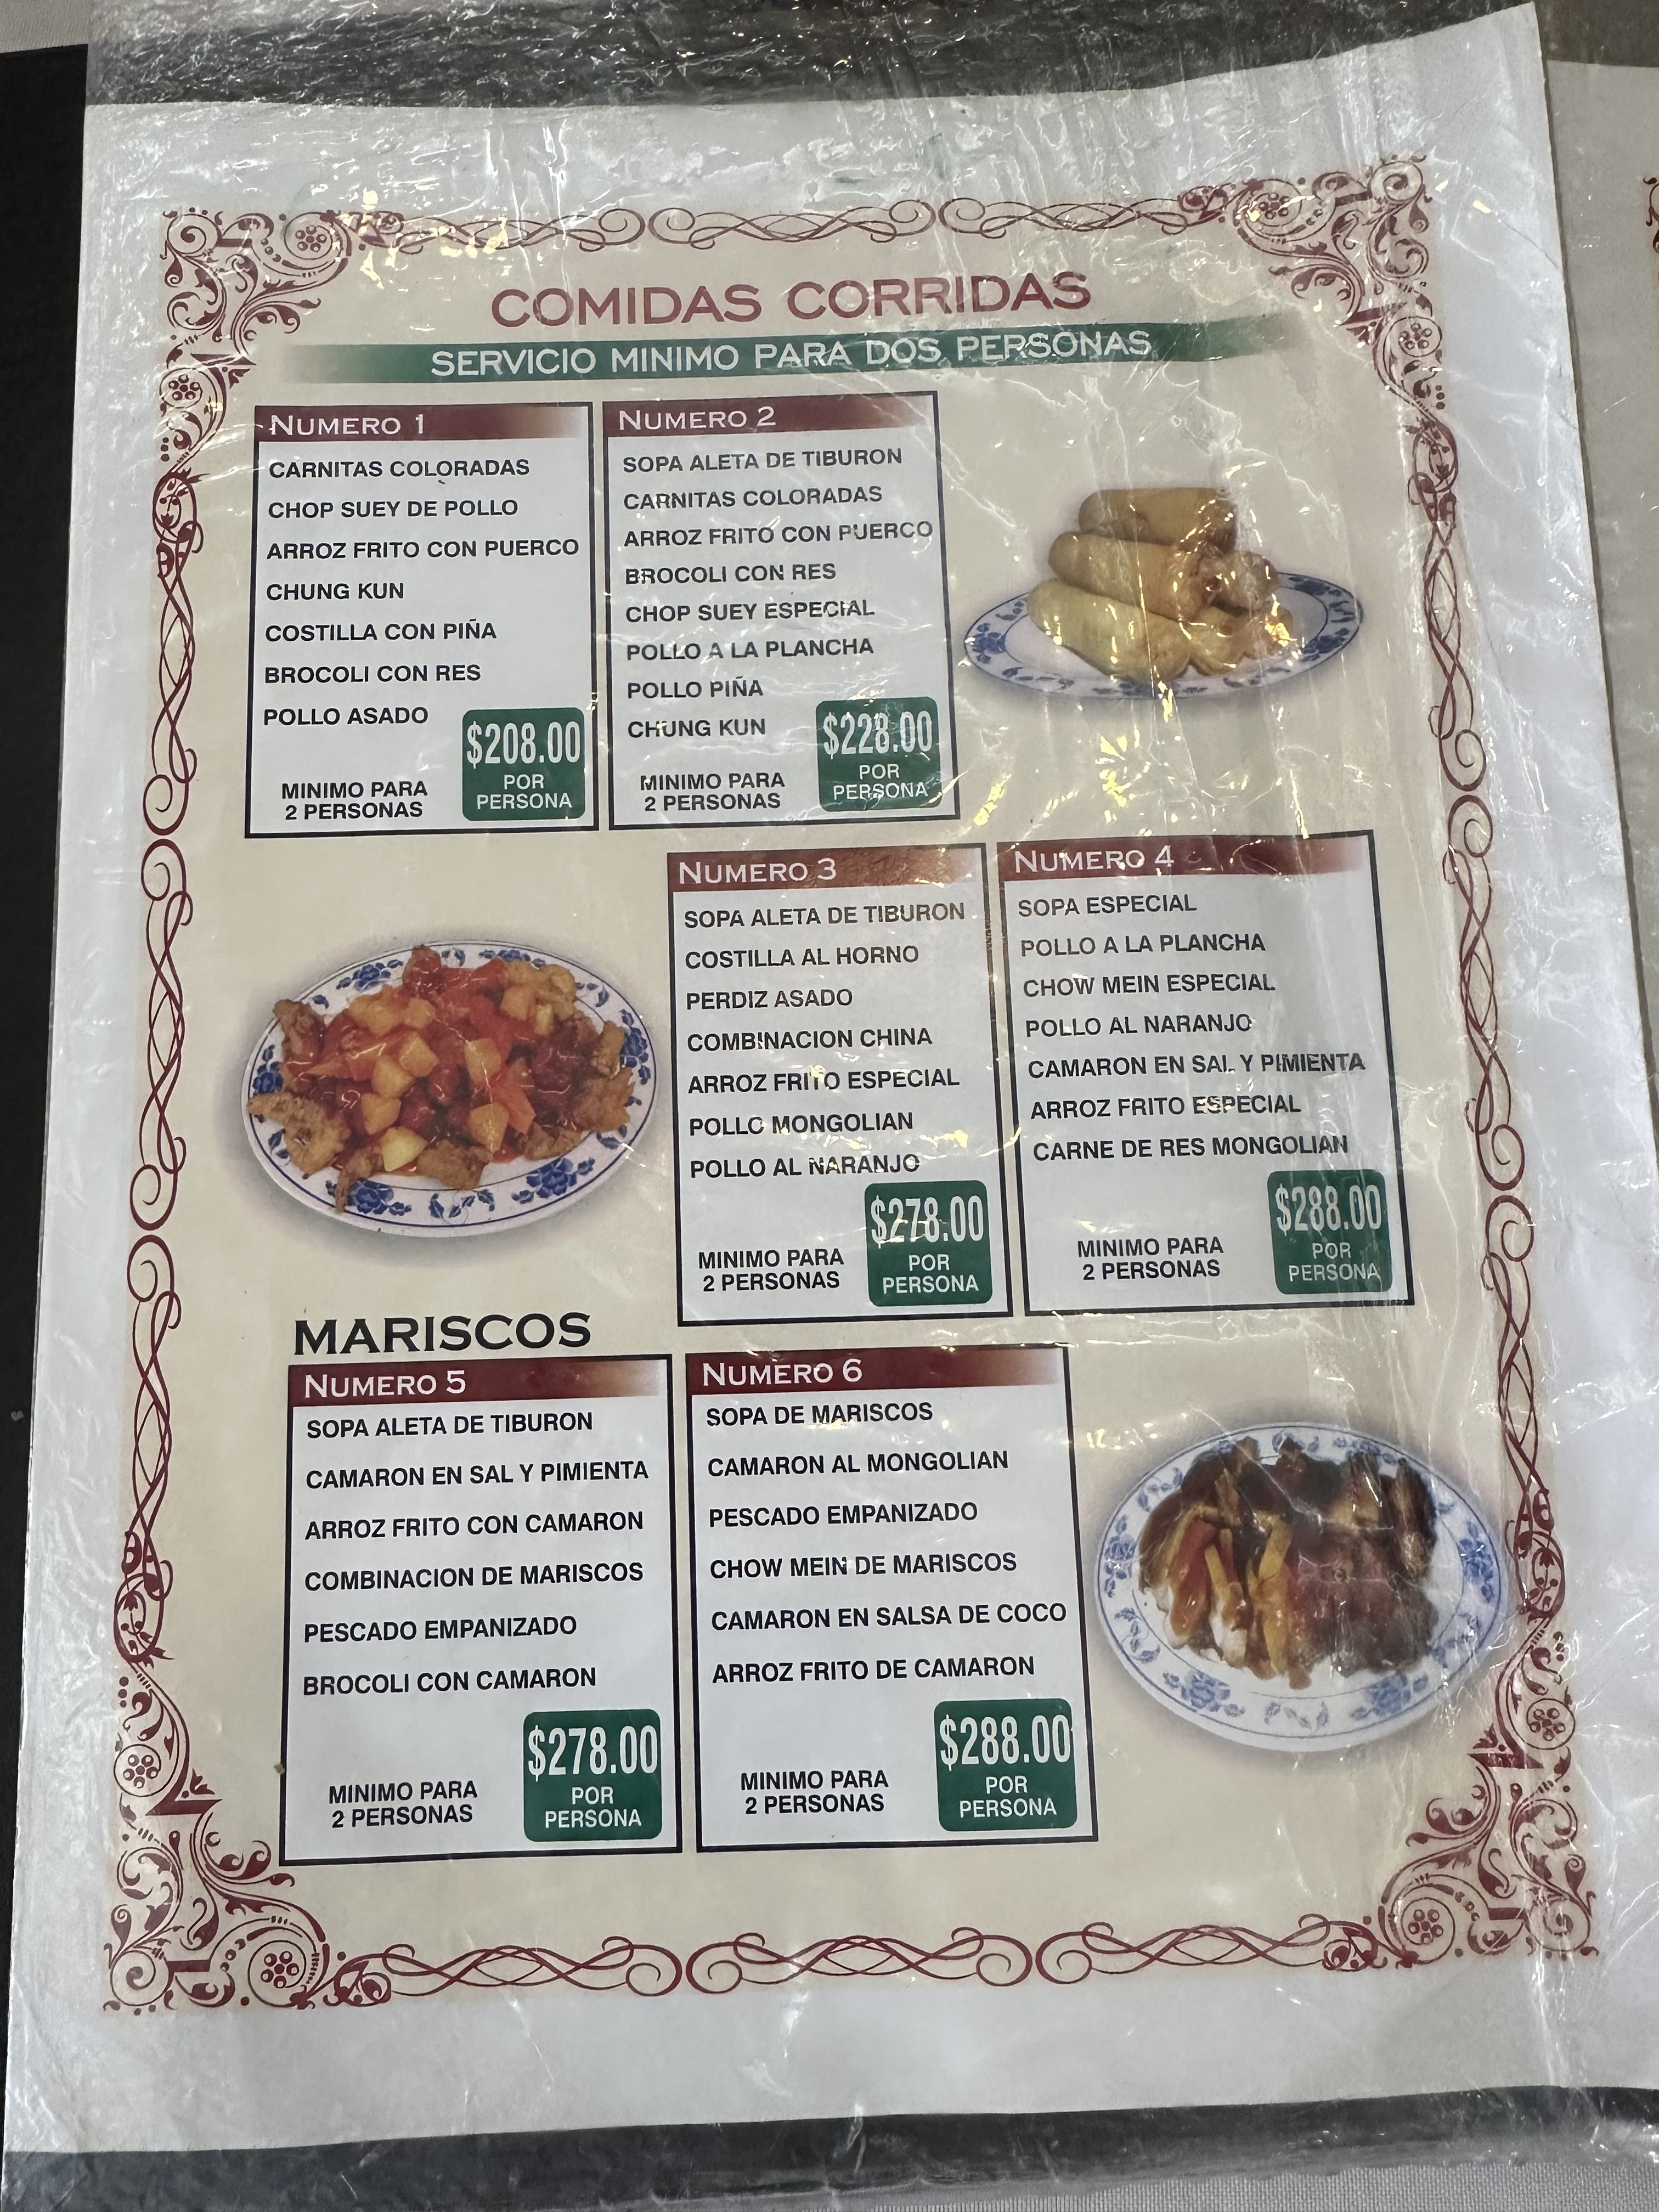 COMIDAS CORRIDAS
SERVICIO MINIMO PARA DOS PERSONAS
NUMERO 1
CARNITAS COLORADAS
CHOP SUEY DE POLLO
ARROZ FRITO CON PUERCO
CHUNG KUN
COSTILLA CON PIÑA
BROCOLI CON RES
POLLO ASADO
MINIMO PARA
2 PERSONAS
$208.00
POR
PERSONA
NUMERO 2
SOPA ALETA DE TIBURON
CARNITAS COLORADAS
ARROZ FRITO CON PUERCO
BROCOLI CON RES
CHOP SUEY ESPECIAL
POLLO A LA PLANCHA
POLLO PIÑA
CHUNG KUN
MINIMO PARA
2 PERSONAS
$228.00
POR
PERSONA
NUMERO 3
SOPA ALETA DE TIBURON
COSTILLA AL HORNO
PERDIZ ASADO
COMBINACION CHINA
ARROZ FRITO ESPECIAL
POLLO MONGOLIAN
POLLO AL NARANJO
MINIMO PARA
2 PERSONAS
$278.00
POR
PERSONA
NUMERO 4
SOPA ESPECIAL
POLLO A LA PLANCHA
CHOW MEIN ESPECIAL
POLLO AL NARANJO
CAMARON EN SAL Y PIMIENTA
ARROZ FRITO ESPECIAL
CARNE DE RES MONGOLIAN
MINIMO PARA
2 PERSONAS
$288.00
POR
PERSONA
MARISCOS
NUMERO 5
SOPA ALETA DE TIBURON
CAMARON EN SAL Y PIMIENTA
ARROZ FRITO CON CAMARON
COMBINACION DE MARISCOS
PESCADO EMPANIZADO
BROCOLI CON CAMARON
MINIMO PARA
2 PERSONAS
$278.00
POR
PERSONA
NUMERO 6
SOPA DE MARISCOS
CAMARON AL MONGOLIAN
PESCADO EMPANIZADO
CHOW MEIN DE MARISCOS
CAMARON EN SALSA DE COCO
ARROZ FRITO DE CAMARON
MINIMO PARA
2 PERSONAS
$288.00
POR
PERSONA